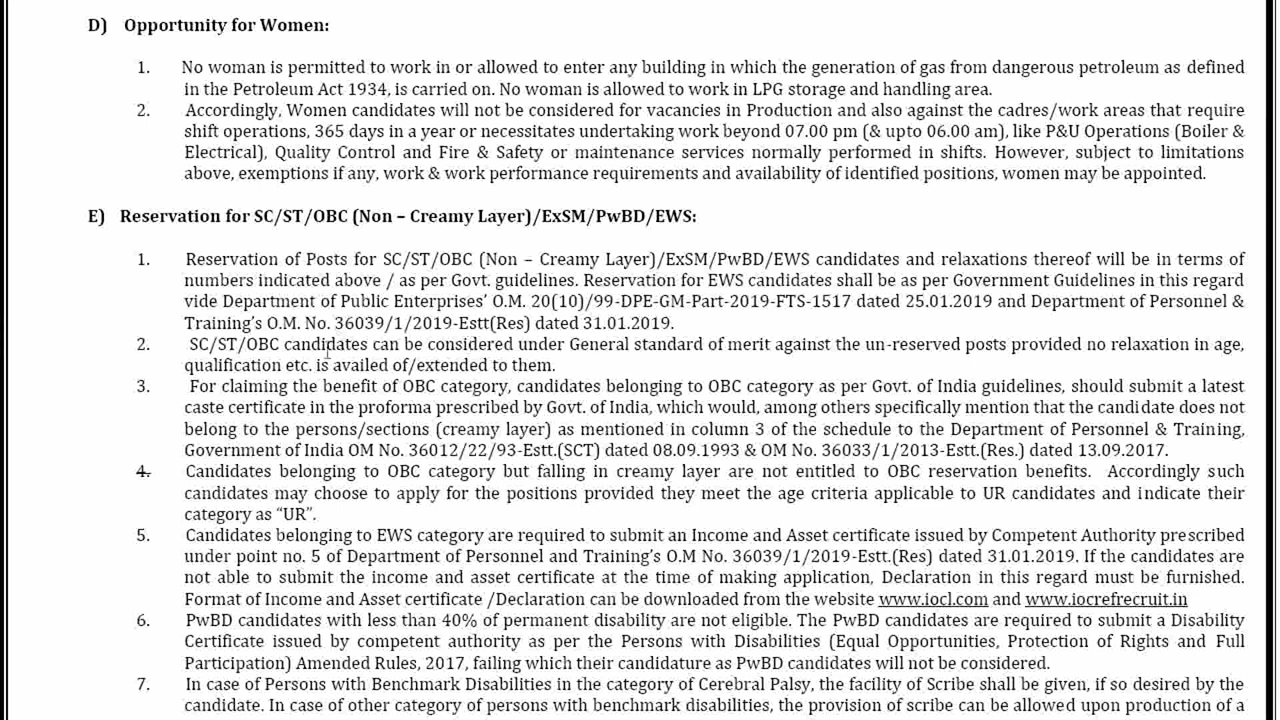 D) Opportunity for Women:
1. No woman is permitted to work in or allowed to enter any building in which the generation of gas from dangerous petroleum as defined
in the Petroleum Act 1934, is carried on. No woman is allowed to work in LPG storage and handling area.
2. Accordingly, Women candidates will not be considered for vacancies in Production and also against the cadres/work areas that require
shift operations, 365 days in a year or necessitates undertaking work beyond 07.00 pm (& upto 06.00 am), like P&U Operations (Boiler &
Electrical), Quality Control and Fire & Safety or maintenance services normally performed in shifts. However, subject to limitations
above, exemptions if any, work & work performance requirements and availability of identified positions, women may be appointed.
E) Reservation for SC/ST/OBC (Non – Creamy Layer)/ExSM/PwBD/EWS:
1. Reservation of Posts for SC/ST/OBC (Non – Creamy Layer)/ExSM/PwBD/EWS candidates and relaxations thereof will be in terms of
numbers indicated above / as per Govt. guidelines. Reservation for EWS candidates shall be as per Government Guidelines in this regard
vide Department of Public Enterprises’ O.M. 20(10)/99-DPE-GM-Part-2019-FTS-1517 dated 25.01.2019 and Department of Personnel &
Training’s O.M. No. 36039/1/2019-Estt(Res) dated 31.01.2019.
2. SC/ST/OBC candidates can be considered under General standard of merit against the un-reserved posts provided no relaxation in age,
qualification etc. is availed of/extended to them.
3. For claiming the benefit of OBC category, candidates belonging to OBC category as per Govt. of India guidelines, should submit a latest
caste certificate in the proforma prescribed by Govt. of India, which would, among others specifically mention that the candidate does not
belong to the persons/sections (creamy layer) as mentioned in column 3 of the schedule to the Department of Personnel & Training,
Government of India OM No. 36012/22/93-Estt.(SCT) dated 08.09.1993 & OM No. 36033/1/2013-Estt.(Res.) dated 13.09.2017.
4. Candidates belonging to OBC category but falling in creamy layer are not entitled to OBC reservation benefits. Accordingly such
candidates may choose to apply for the positions provided they meet the age criteria applicable to UR candidates and indicate their
category as “UR”.
5. Candidates belonging to EWS category are required to submit an Income and Asset certificate issued by Competent Authority prescribed
under point no. 5 of Department of Personnel and Training’s O.M No. 36039/1/2019-Estt.(Res) dated 31.01.2019. If the candidates are
not able to submit the income and asset certificate at the time of making application, Declaration in this regard must be furnished.
Format of Income and Asset certificate /Declaration can be downloaded from the website www.iocl.com and www.iocrefrecruit.in
6. PwBD candidates with less than 40% of permanent disability are not eligible. The PwBD candidates are required to submit a Disability
Certificate issued by competent authority as per the Persons with Disabilities (Equal Opportunities, Protection of Rights and Full
Participation) Amended Rules, 2017, failing which their candidature as PwBD candidates will not be considered.
7. In case of Persons with Benchmark Disabilities in the category of Cerebral Palsy, the facility of Scribe shall be given, if so desired by the
candidate. In case of other category of persons with benchmark disabilities, the provision of scribe can be allowed upon production of a